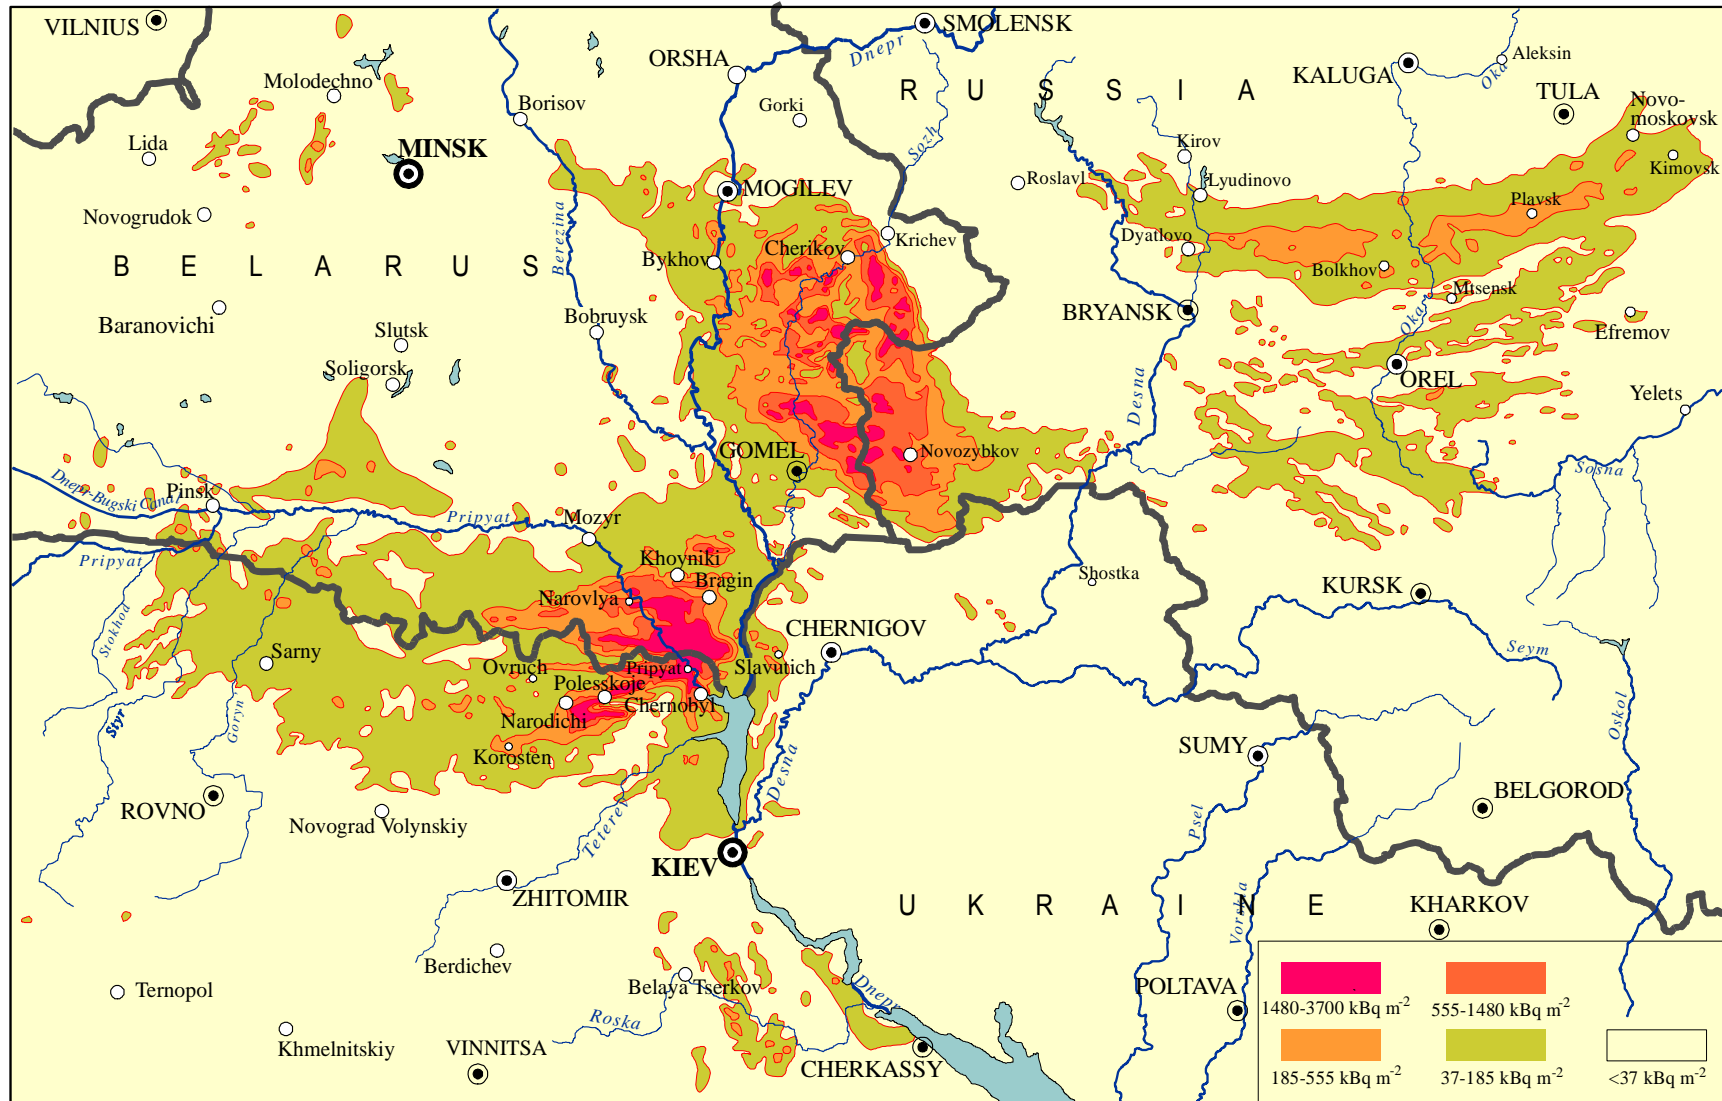 VILNIUS
SMOLENSK
ORSHA
Dnepr
R U S S I A
KALUGA
Oka
Aleksin
TULA
Novo-
moskovsk
Kimovsk
Molodechno
Borisov
Gorki
Sozh
Kirov
Lida
MINSK
MOGILEV
Roslavl
Lyudinovo
Plavsk
Novogrudok
Berezina
Krichev
Dyatlovo
Cherikov
Bykhov
Bolkhov
B E L A R U S
Mtsensk
Baranovichi
Bobruysk
BRYANSK
Oka
Efremov
Slutsk
Soligorsk
Desna
OREL
Yelets
GOMEL
Novozybkov
Sosna
Dnepr-Bugski Canal
Pinsk
Pripyat
Mozyr
Pripyat
Khoyniki
Bragin
Shostka
KURSK
Narovlya
Stokhod
CHERNIGOV
Seym
Sarny
Ovruch
Pripyat
Slavutich
Polesskoje
Chernobyl
Narodichi
Styr
Goryn
Oskol
Korosten
SUMY
Desna
ROVNO
BELGOROD
Novograd Volynskiy
Teterev
Psel
KIEV
ZHITOMIR
U K R A I N E
Vorskla
KHARKOV
Berdichev
Belaya Tserkov
Ternopol
Dnepr
POLTAVA
Roska
Khmelnitskiy
VINNITSA
CHERKASSY
1480-3700 kBq m-2
555-1480 kBq m-2
185-555 kBq m-2
37-185 kBq m-2
<37 kBq m-2